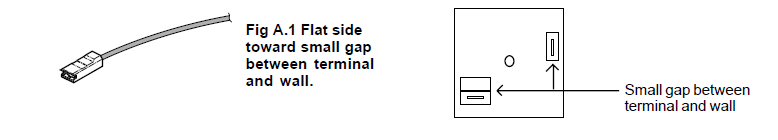 Fig A.1 Flat side
toward small gap
between terminal
and wall.
Small gap between
terminal and wall